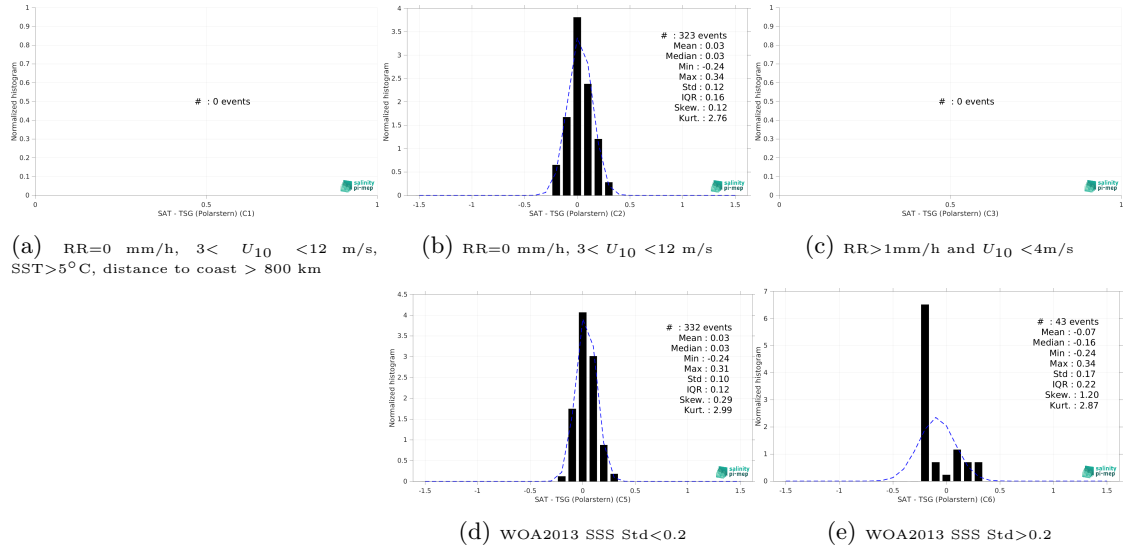 1
0.9
0.8
0.7
0.6
0.5
0.4
0.3
0.2
0.1
0
Normalized histogram
# : 0 events
salinity
pi-mep
0 0.5 1
SAT - TSG (Polarstern) (C1)
(a) RR=0 mm/h, 3< U10 <12 m/s,
SST>5°C, distance to coast > 800 km
4
3.5
3
2.5
2
1.5
1
0.5
0
Normalized histogram
# : 323 events
Mean : 0.03
Median : 0.03
Min : -0.24
Max : 0.34
Std : 0.12
IQR : 0.16
Skew. : 0.12
Kurt. : 2.76
salinity
pi-mep
-1.5 -1 -0.5 0 0.5 1 1.5
SAT - TSG (Polarstern) (C2)
(b) RR=0 mm/h, 3< U10 <12 m/s
1
0.9
0.8
0.7
0.6
0.5
0.4
0.3
0.2
0.1
0
Normalized histogram
# : 0 events
salinity
pi-mep
0 0.5 1
SAT - TSG (Polarstern) (C3)
(c) RR>1mm/h and U10 <4m/s
4.5
4
3.5
3
2.5
2
1.5
1
0.5
0
Normalized histogram
# : 332 events
Mean : 0.03
Median : 0.03
Min : -0.24
Max : 0.31
Std : 0.10
IQR : 0.12
Skew. : 0.29
Kurt. : 2.99
salinity
pi-mep
-1.5 -1 -0.5 0 0.5 1 1.5
SAT - TSG (Polarstern) (C5)
(d) WOA2013 SSS Std<0.2
7
6
5
4
3
2
1
0
Normalized histogram
# : 43 events
Mean : -0.07
Median : -0.16
Min : -0.24
Max : 0.34
Std : 0.17
IQR : 0.22
Skew. : 1.20
Kurt. : 2.87
salinity
pi-mep
-1.5 -1 -0.5 0 0.5 1 1.5
SAT - TSG (Polarstern) (C6)
(e) WOA2013 SSS Std>0.2